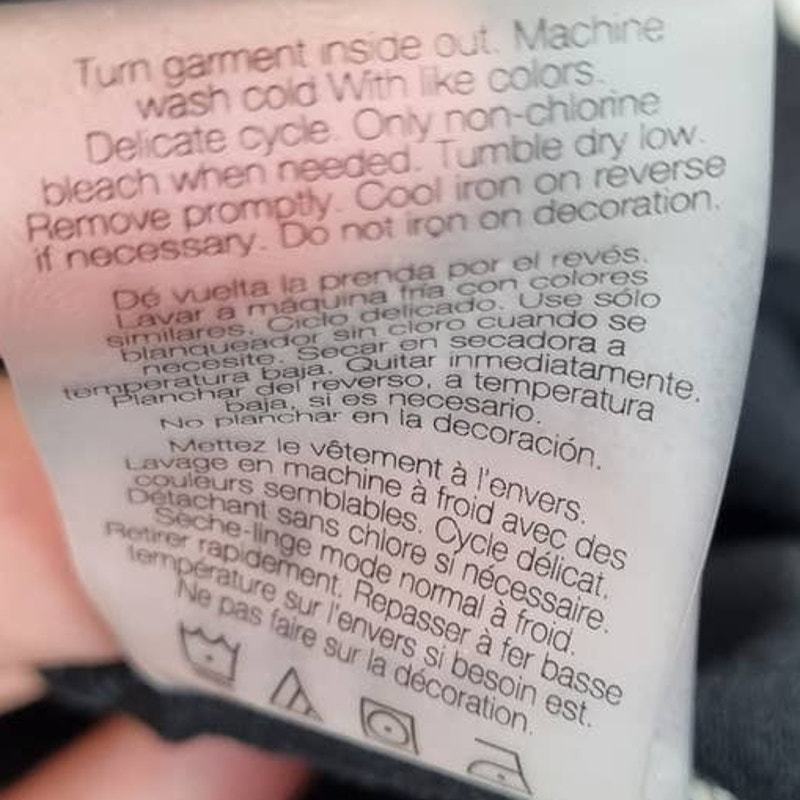 Turn garment inside out. Machine
wash cold With like colors.
Delicate cycle. Only non-chlorine
bleach when needed. Tumble dry low.
Remove promptly. Cool iron on reverse
if necessary. Do not iron on decoration.
Dé vuelta la prenda por el revés.
Lavar a máquina fría con colores
similares. Ciclo delicado. Use sólo
blanqueador sin cloro cuando se
necesite. Secar en secadora a
temperatura baja. Quitar inmediatamente.
Planchar del reverso, a temperatura
baja, si es necesario.
No planchar en la decoración.
Mettez le vêtement à l'envers.
Lavage en machine à froid avec des
couleurs semblables. Cycle délicat.
Détachant sans chlore si nécessaire.
Sèche-linge mode normal à froid.
Retirer rapidement. Repasser à fer basse
température sur l'envers si besoin est.
Ne pas faire sur la décoration.